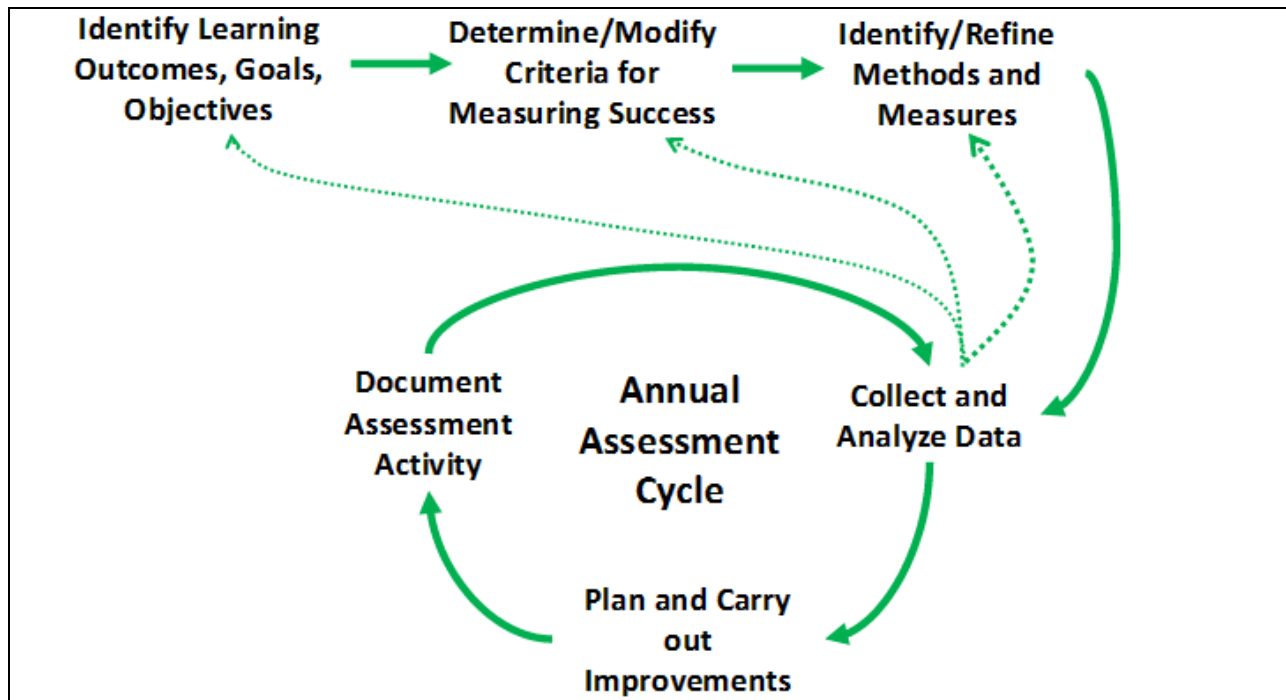 Identify Learning
Outcomes, Goals,
Objectives
Determine/Modify
Criteria for
Measuring Success
Identify/Refine
Methods and
Measures
Document
Assessment
Activity
Annual
Assessment
Cycle
Collect and
Analyze Data
Plan and Carry
out
Improvements